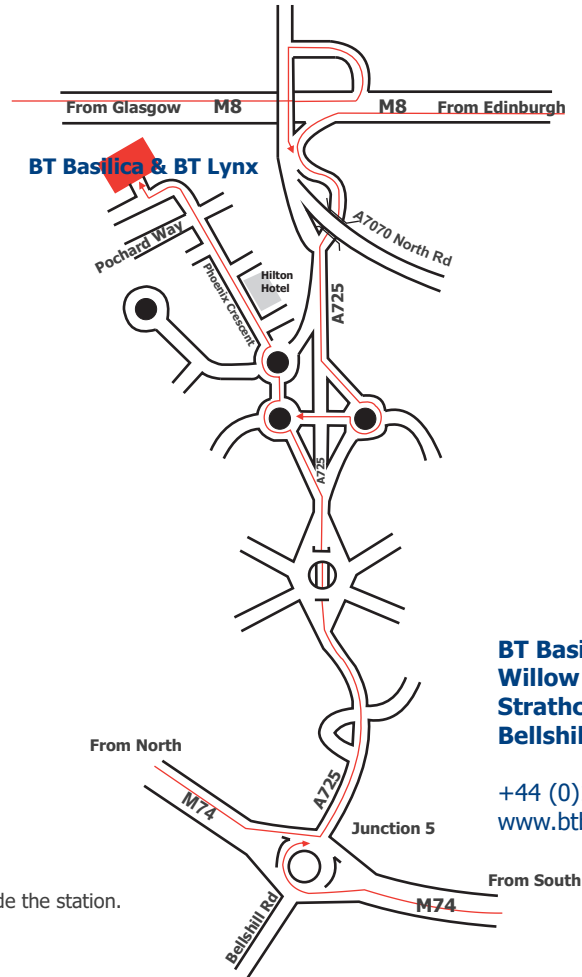 From Glasgow M8 M8 From Edinburgh
BT Basilica & BT Lynx
A7070 North Rd
Pochard Way
Hilton
Hotel
Phoenix Crescent
A725
A725
BT Basi
Willow
Strathc
Bellshil
From North
+44 (0)
A725
M74
www.bt
Junction 5
From South
de the station.
M74
Bellshill Rd